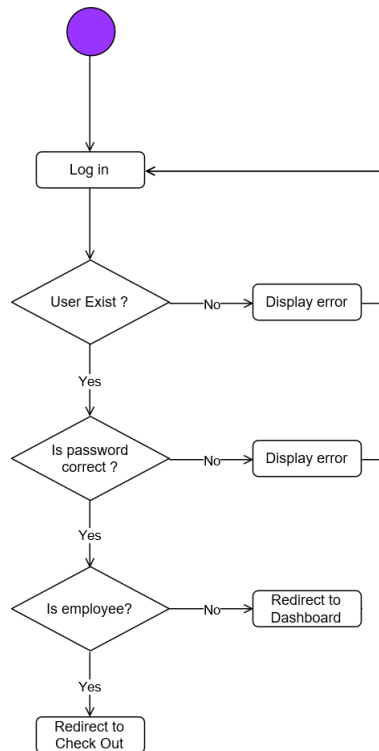 Log in
User Exist ?
No
Display error
Yes
Is password
correct ?
No
Display error
Yes
Is employee?
No
Redirect to
Dashboard
Yes
Redirect to
Check Out